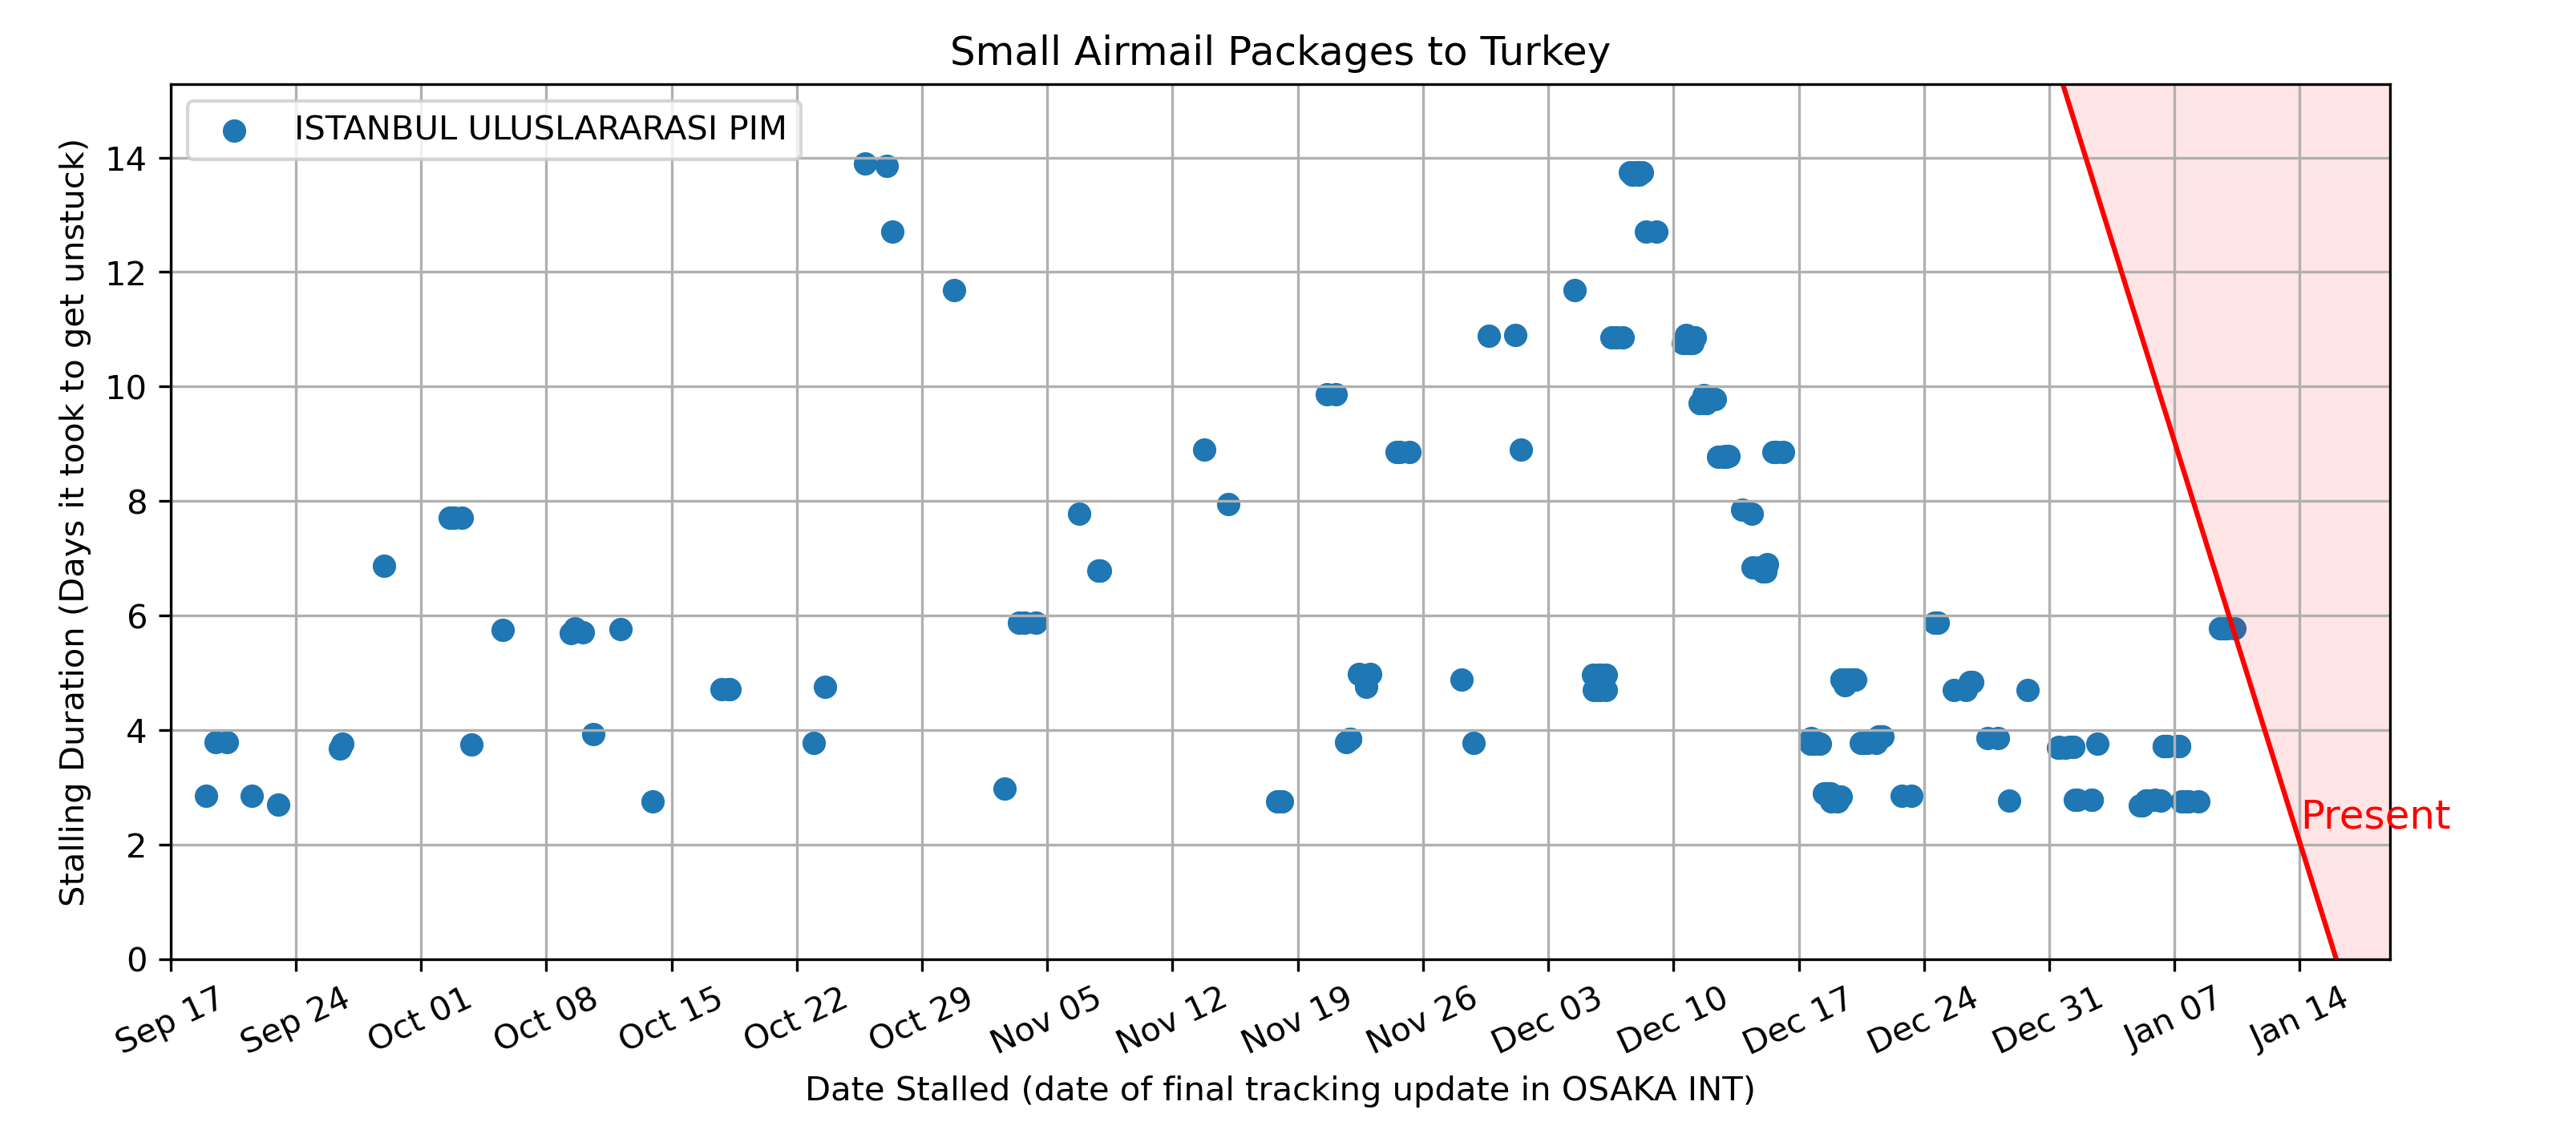 Small Airmail Packages to Turkey
ISTANBUL ULUSLARARASI PIM
Stalling Duration (Days it took to get unstuck)
14
12
10
8
6
4
2
0
Present
Sep 17
Sep 24
Oct 01
Oct 08
Oct 15
Oct 22
Oct 29
Nov 05
Nov 12
Nov 19
Nov 26
Dec 03
Dec 10
Dec 17
Dec 24
Dec 31
Jan 07
Jan 14
Date Stalled (date of final tracking update in OSAKA INT)